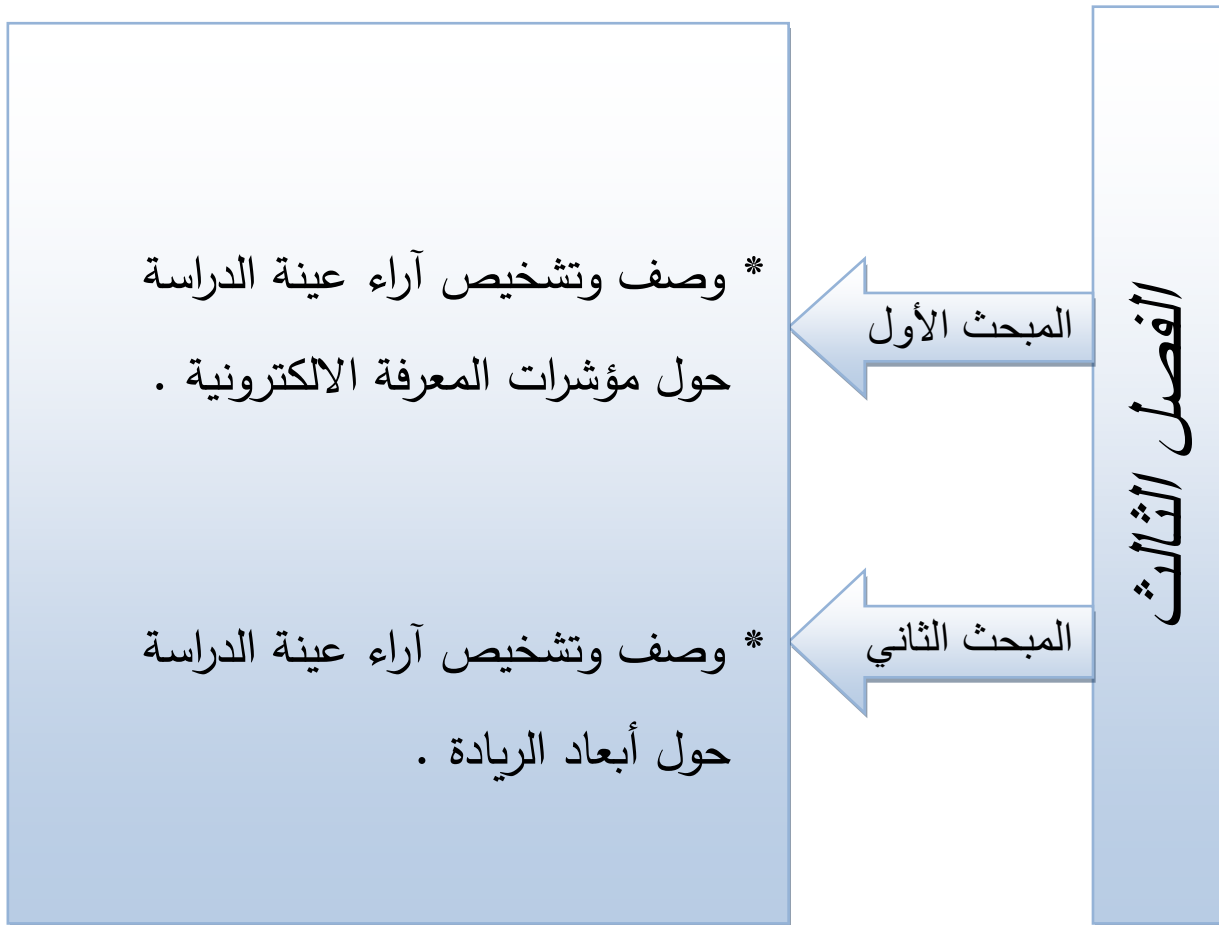 الفصل الثالث
المبحث الأول
* وصف وتشخيص آراء عينة الدراسة
حول مؤشرات المعرفة الالكترونية .
المبحث الثاني
* وصف وتشخيص آراء عينة الدراسة
حول أبعاد الريادة .